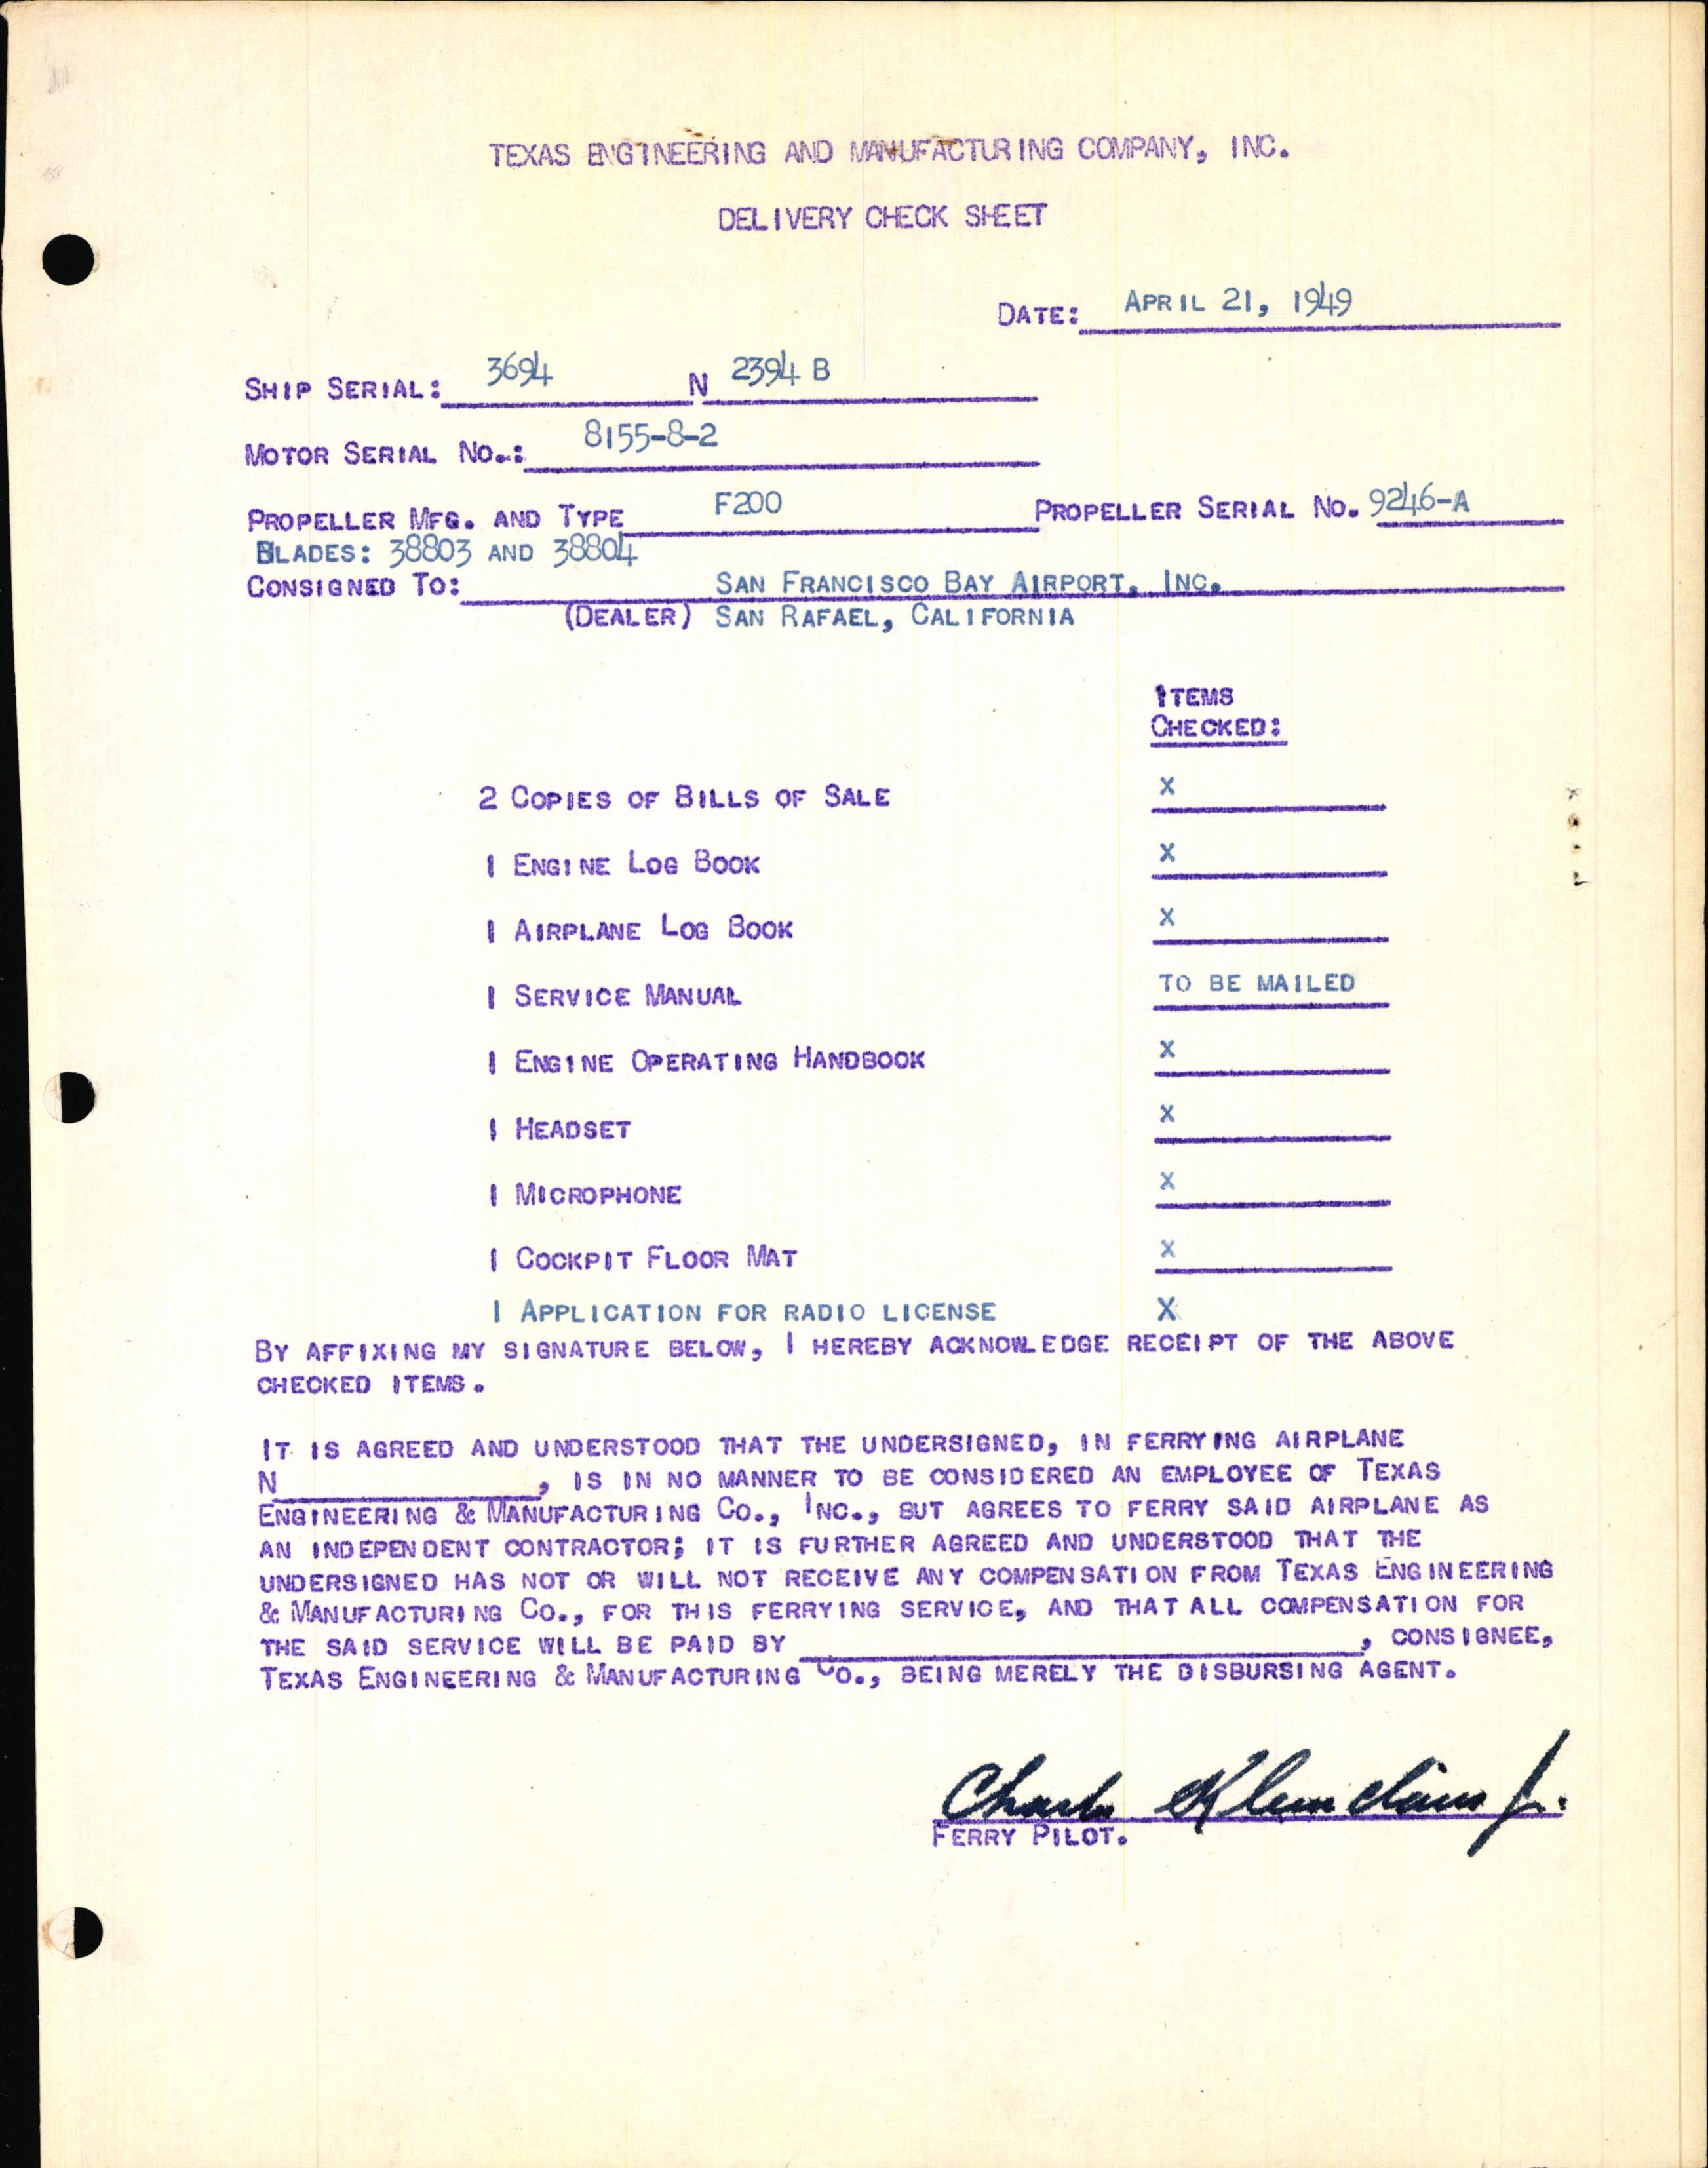 TEXAS ENGINEERING AND MANUFACTURING COMPANY, INC.
DELIVERY CHECK SHEET
DATE: APRIL 21, 1949
SHIP SERIAL: 3694 N 2394 B
MOTOR SERIAL NO.: 8155-8-2
PROPELLER MFG. AND TYPE F200 PROPELLER SERIAL NO. 9246-A
BLADES: 38803 AND 38804
CONSIGNED TO: SAN FRANCISCO BAY AIRPORT, INC.
(DEALER) SAN RAFAEL, CALIFORNIA
ITEMS
CHECKED:
2 COPIES OF BILLS OF SALE X
1 ENGINE LOG BOOK X
1 AIRPLANE LOG BOOK X
1 SERVICE MANUAL TO BE MAILED
1 ENGINE OPERATING HANDBOOK X
1 HEADSET X
1 MICROPHONE X
1 COCKPIT FLOOR MAT X
1 APPLICATION FOR RADIO LICENSE X
BY AFFIXING MY SIGNATURE BELOW, I HEREBY ACKNOWLEDGE RECEIPT OF THE ABOVE
CHECKED ITEMS.
IT IS AGREED AND UNDERSTOOD THAT THE UNDERSIGNED, IN FERRYING AIRPLANE
N , IS IN NO MANNER TO BE CONSIDERED AN EMPLOYEE OF TEXAS
ENGINEERING & MANUFACTURING CO., INC., BUT AGREES TO FERRY SAID AIRPLANE AS
AN INDEPENDENT CONTRACTOR; IT IS FURTHER AGREED AND UNDERSTOOD THAT THE
UNDERSIGNED HAS NOT OR WILL NOT RECEIVE ANY COMPENSATION FROM TEXAS ENGINEERING
& MANUFACTURING CO., FOR THIS FERRYING SERVICE, AND THAT ALL COMPENSATION FOR
THE SAID SERVICE WILL BE PAID BY , CONSIGNEE,
TEXAS ENGINEERING & MANUFACTURING CO., BEING MERELY THE DISBURSING AGENT.
Jr.
FERRY PILOT.